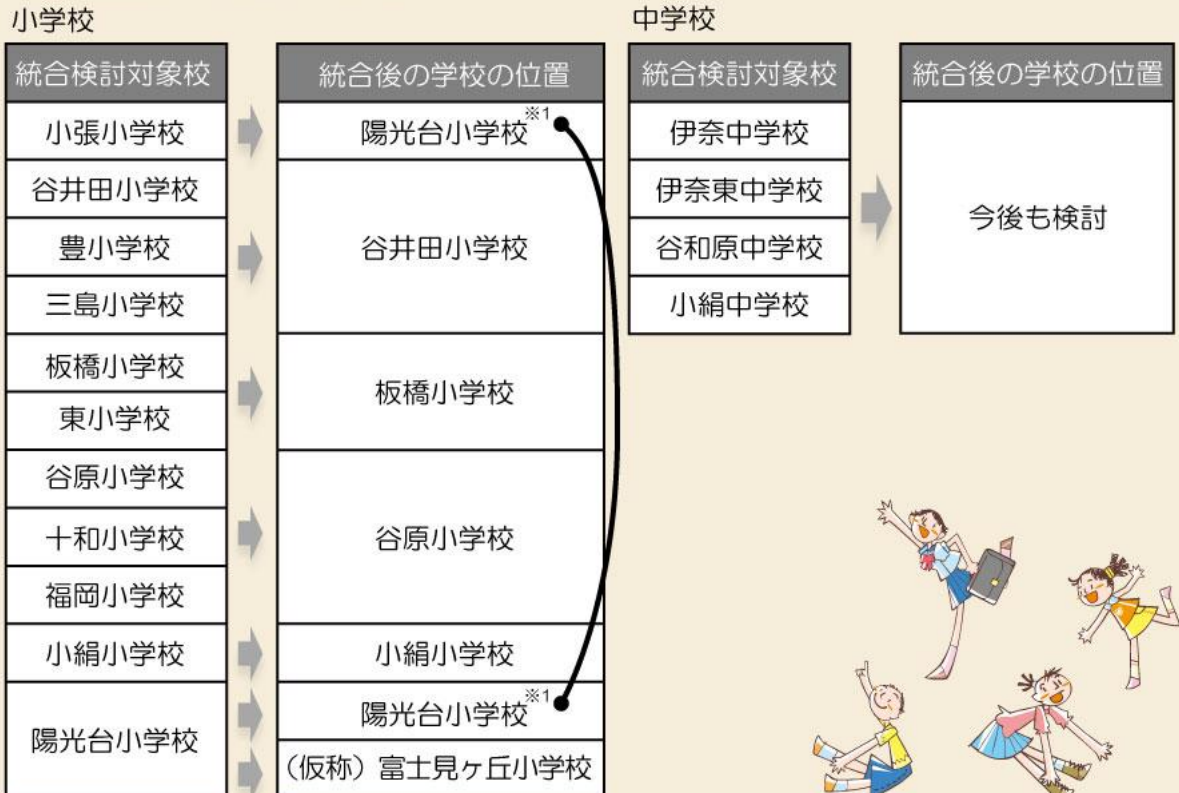 小学校
統合検討対象校
統合後の学校の位置
小張小学校
陽光台小学校※1
谷井田小学校
豊小学校
三島小学校
谷井田小学校
板橋小学校
東小学校
板橋小学校
谷原小学校
十和小学校
福岡小学校
谷原小学校
小絹小学校
小絹小学校
陽光台小学校
陽光台小学校※1
（仮称）富士見ヶ丘小学校
中学校
統合検討対象校
統合後の学校の位置
伊奈中学校
伊奈東中学校
谷和原中学校
小絹中学校
今後も検討